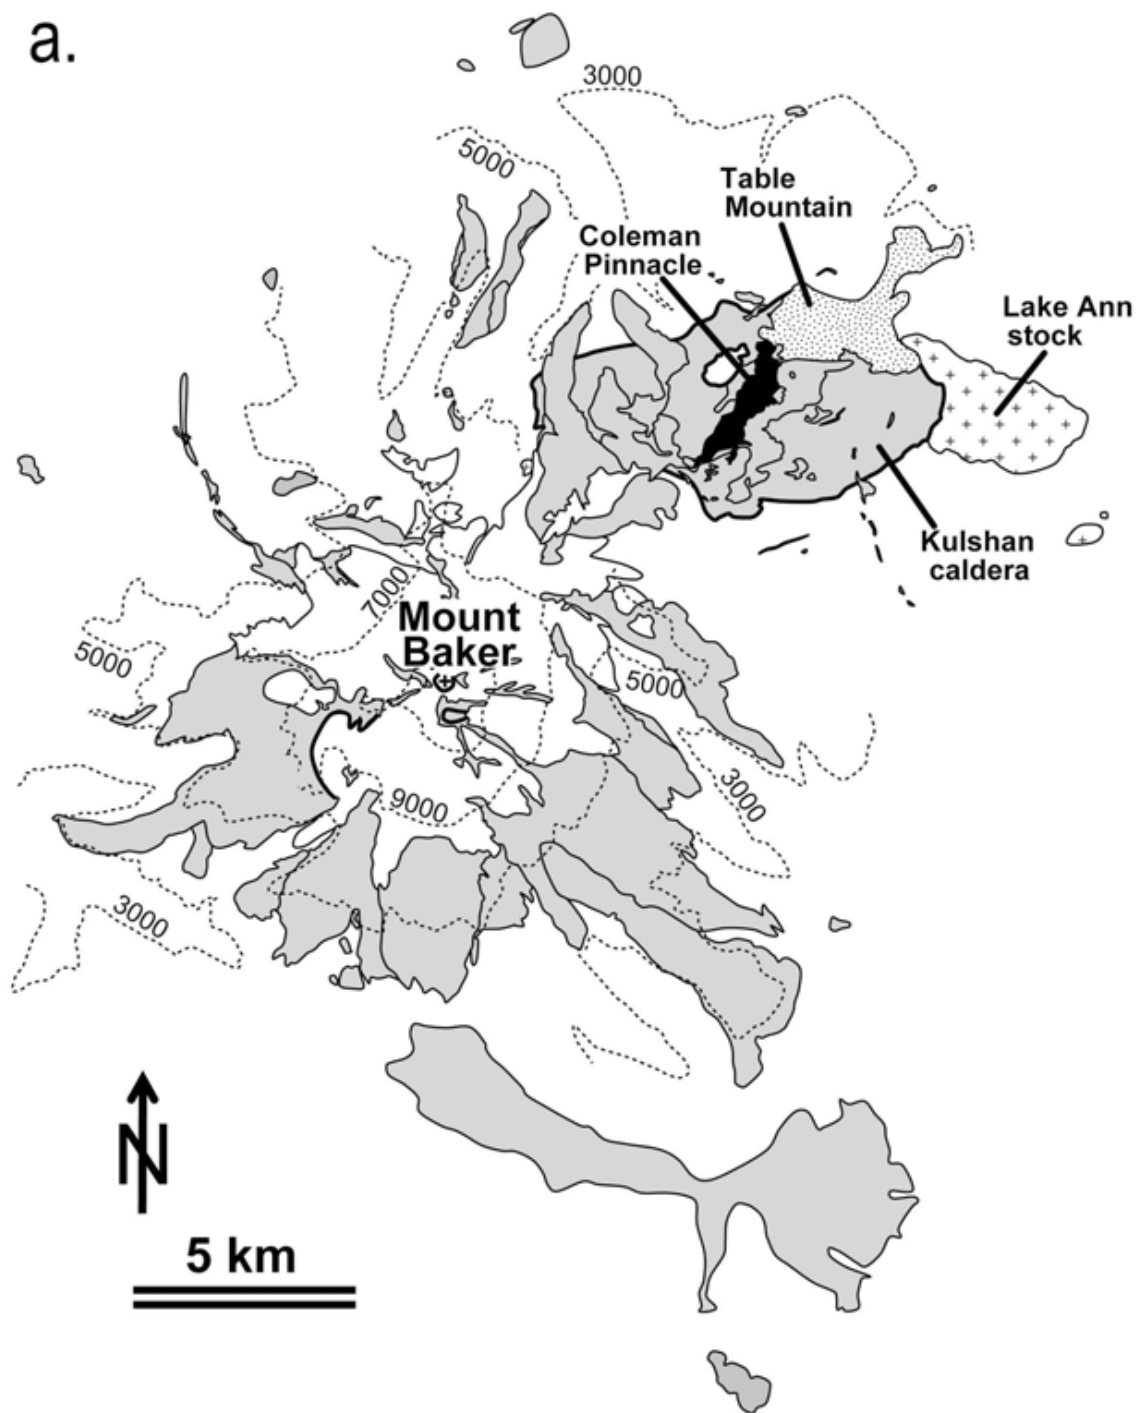 a.
3000
5000
Table
Mountain
Coleman
Pinnacle
Lake Ann
stock
Kulshan
caldera
7000
Mount
Baker
5000
5000
3000
9000
3000
N
5 km